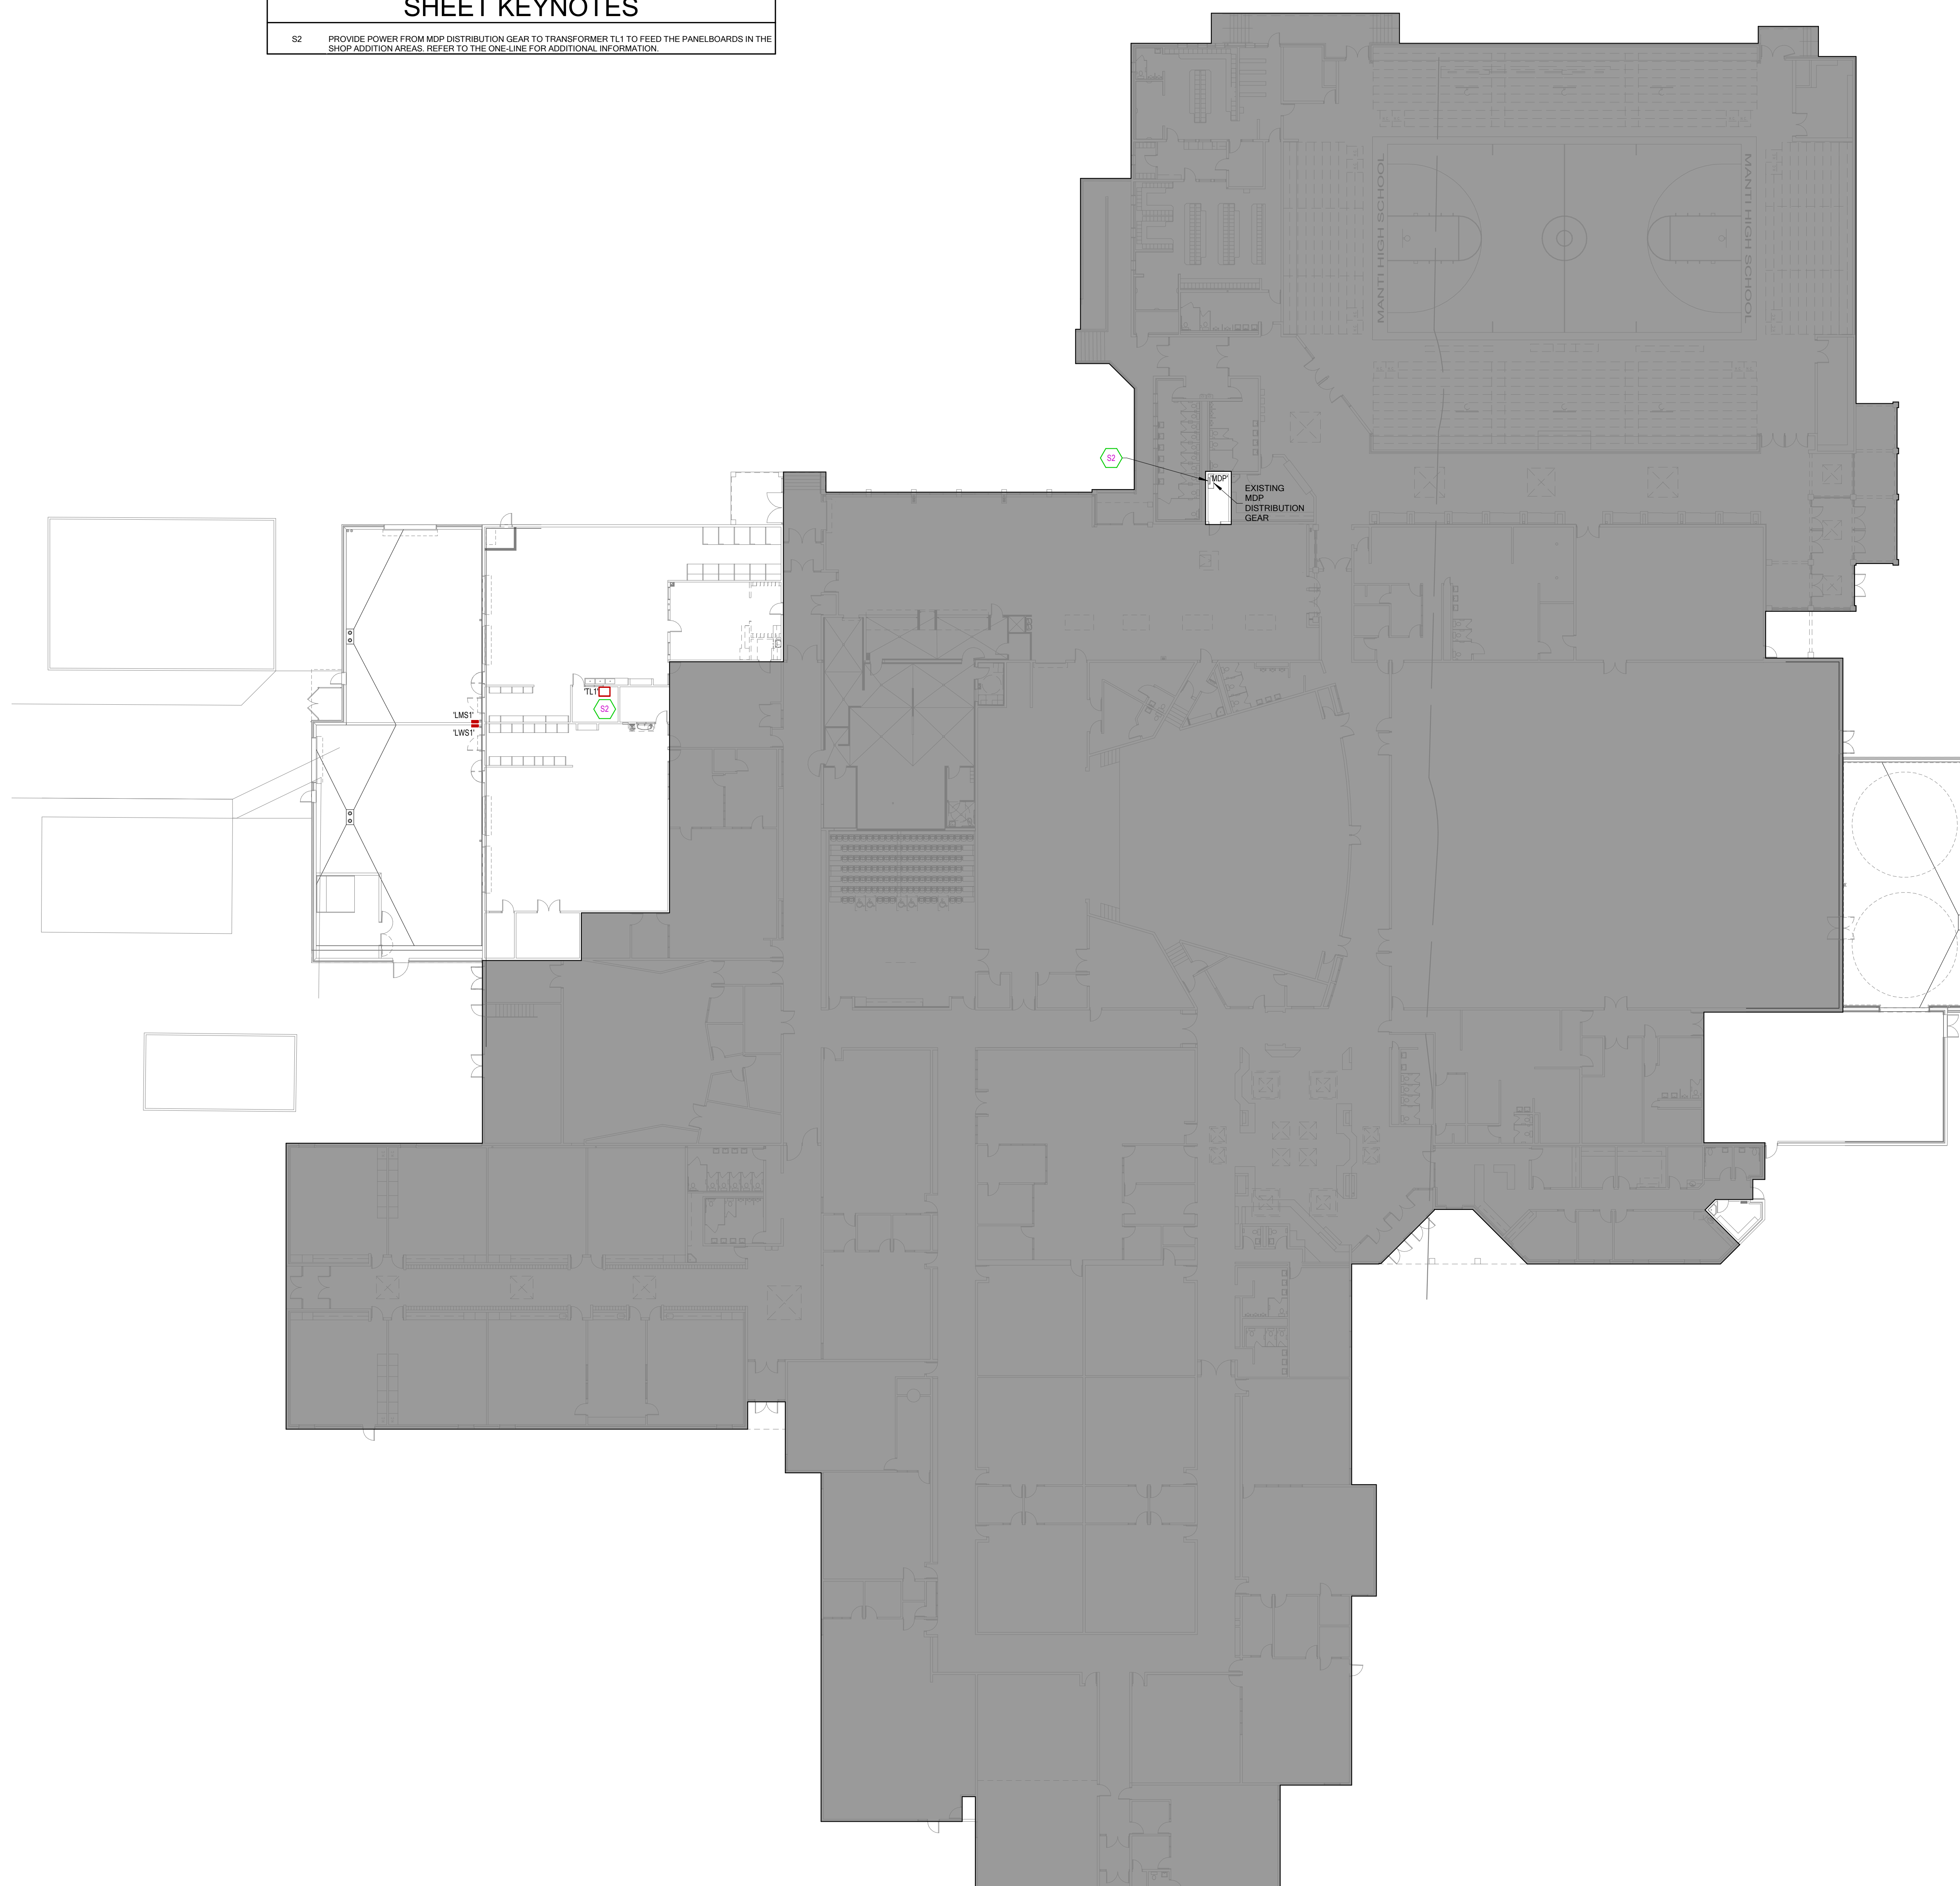 SHEET KEYNOTES
S2 PROVIDE POWER FROM MDP DISTRIBUTION GEAR TO TRANSFORMER TL1 TO FEED THE PANELBOARDS IN THE
SHOP ADDITION AREAS. REFER TO THE ONE-LINE FOR ADDITIONAL INFORMATION.
MANTI HIGH SCHOOL
MANTI HIGH SCHOOL
S2
'MDP'
EXISTING
MDP
DISTRIBUTION
GEAR
'TL1'
S2
'LMS1'
'LWS1'